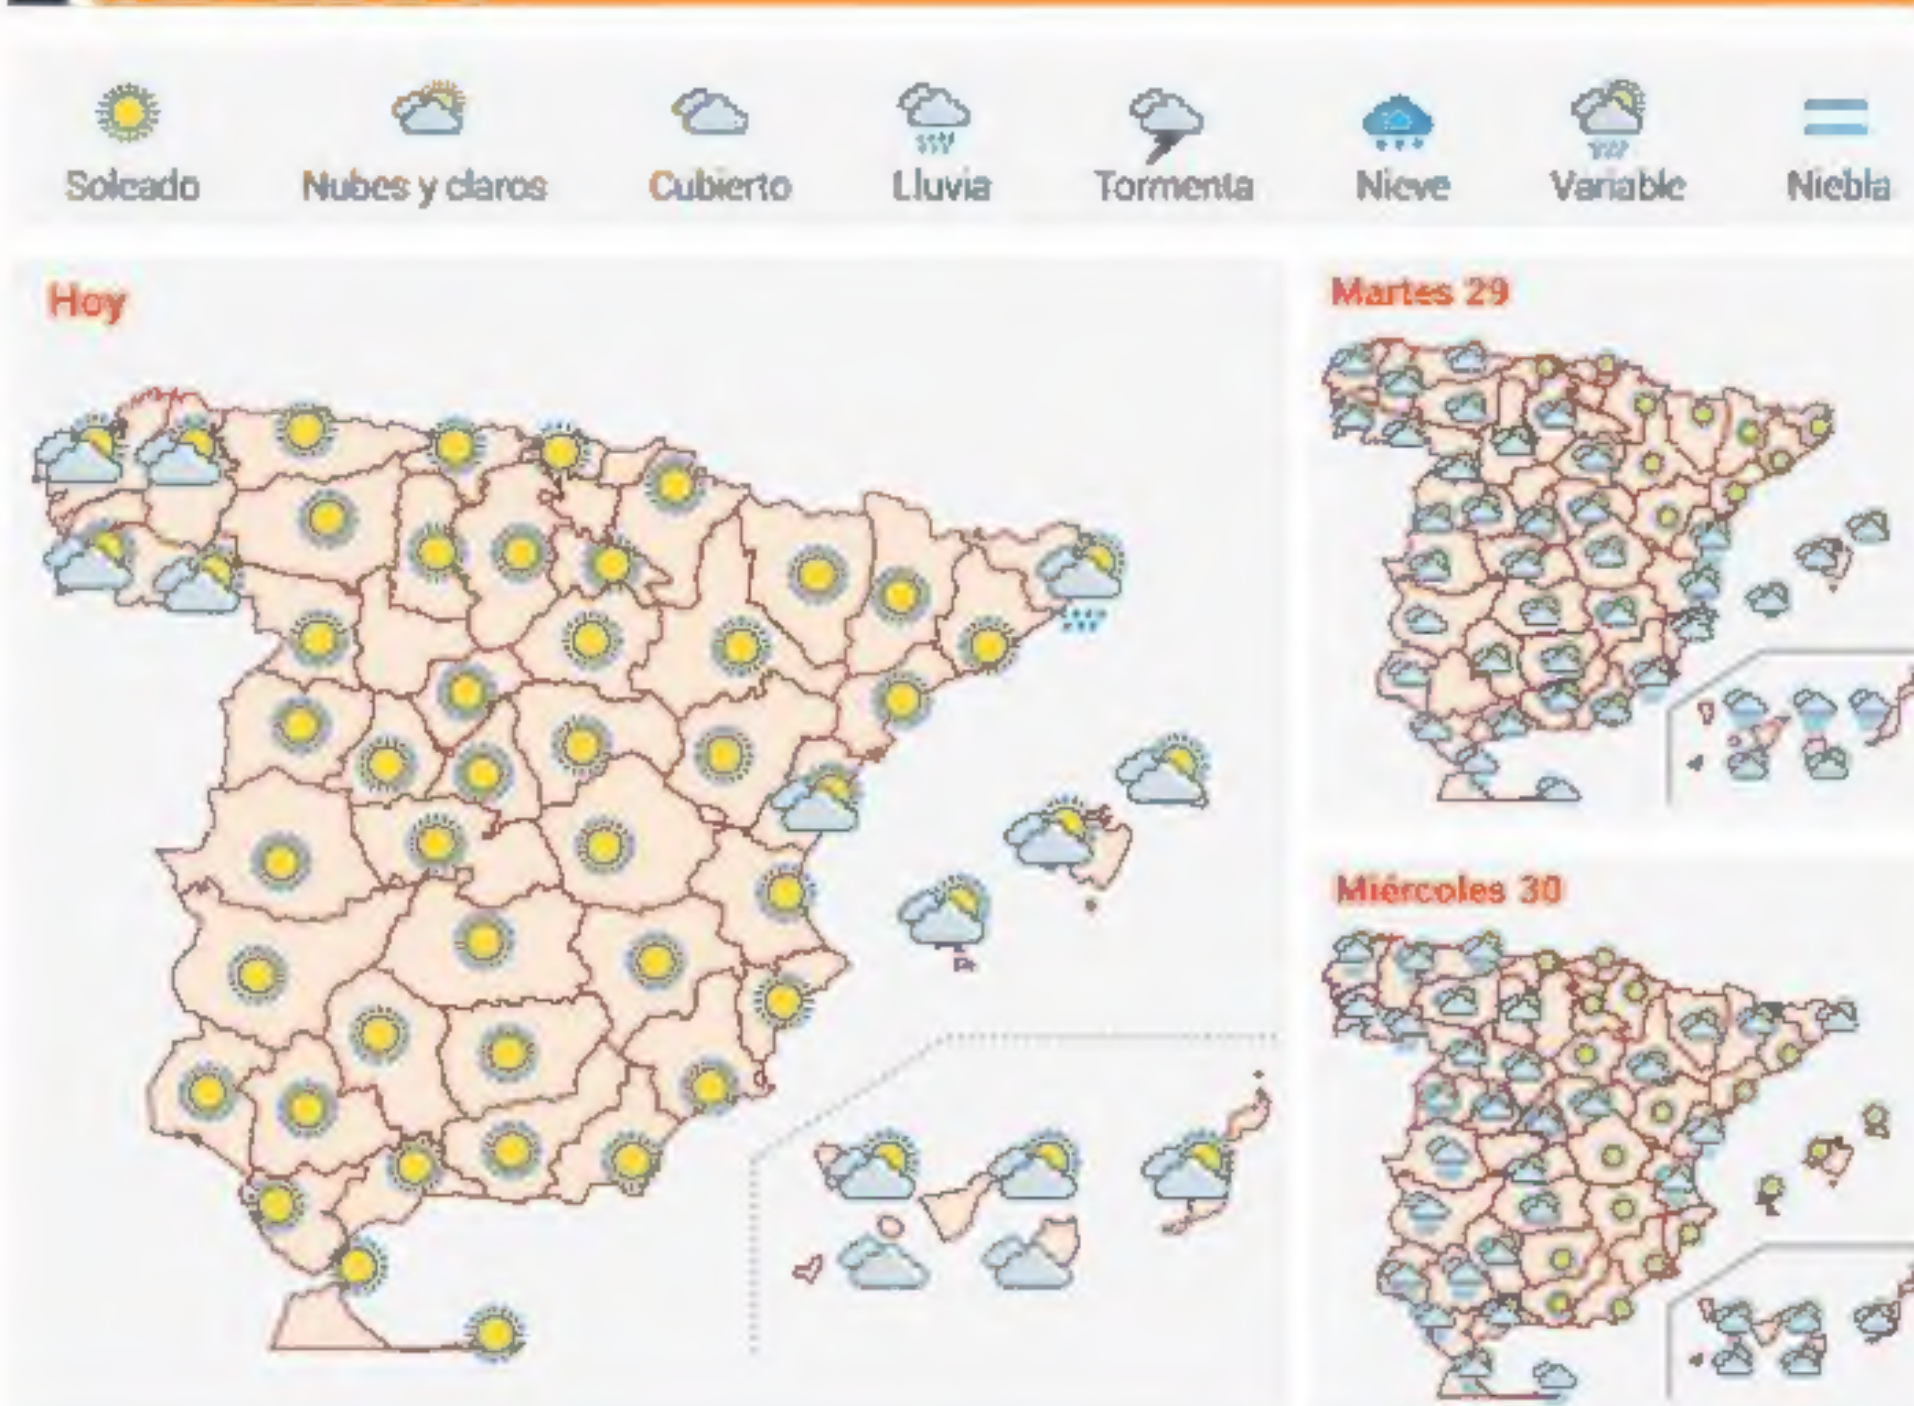 Soleado
Nubes y claros
Cubierto
Lluvia
Tormenta
Nieve
Variable
Niebla
Hoy
Martes 29
Miércoles 30